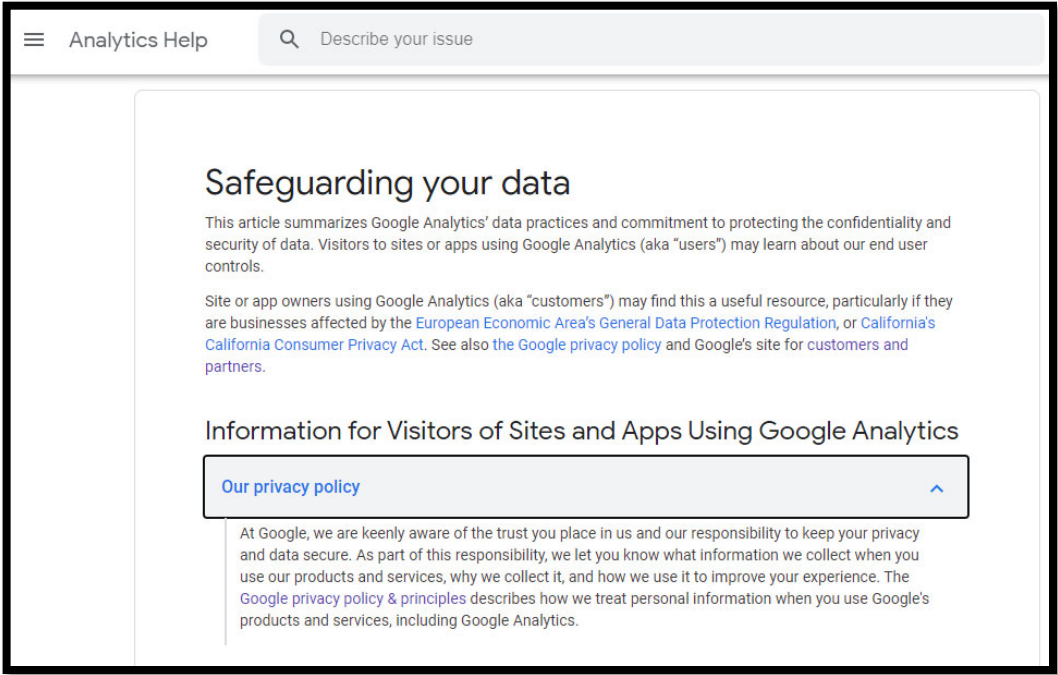 Analytics Help
Describe your issue
Safeguarding your data
This article summarizes Google Analytics’ data practices and commitment to protecting the confidentiality and
security of data. Visitors to sites or apps using Google Analytics (aka “users”) may learn about our end user
controls.
Site or app owners using Google Analytics (aka “customers”) may find this a useful resource, particularly if they
are businesses affected by the European Economic Area’s General Data Protection Regulation, or California's
California Consumer Privacy Act. See also the Google privacy policy and Google’s site for customers and
partners.
Information for Visitors of Sites and Apps Using Google Analytics
Our privacy policy
At Google, we are keenly aware of the trust you place in us and our responsibility to keep your privacy
and data secure. As part of this responsibility, we let you know what information we collect when you
use our products and services, why we collect it, and how we use it to improve your experience. The
Google privacy policy & principles describes how we treat personal information when you use Google's
products and services, including Google Analytics.